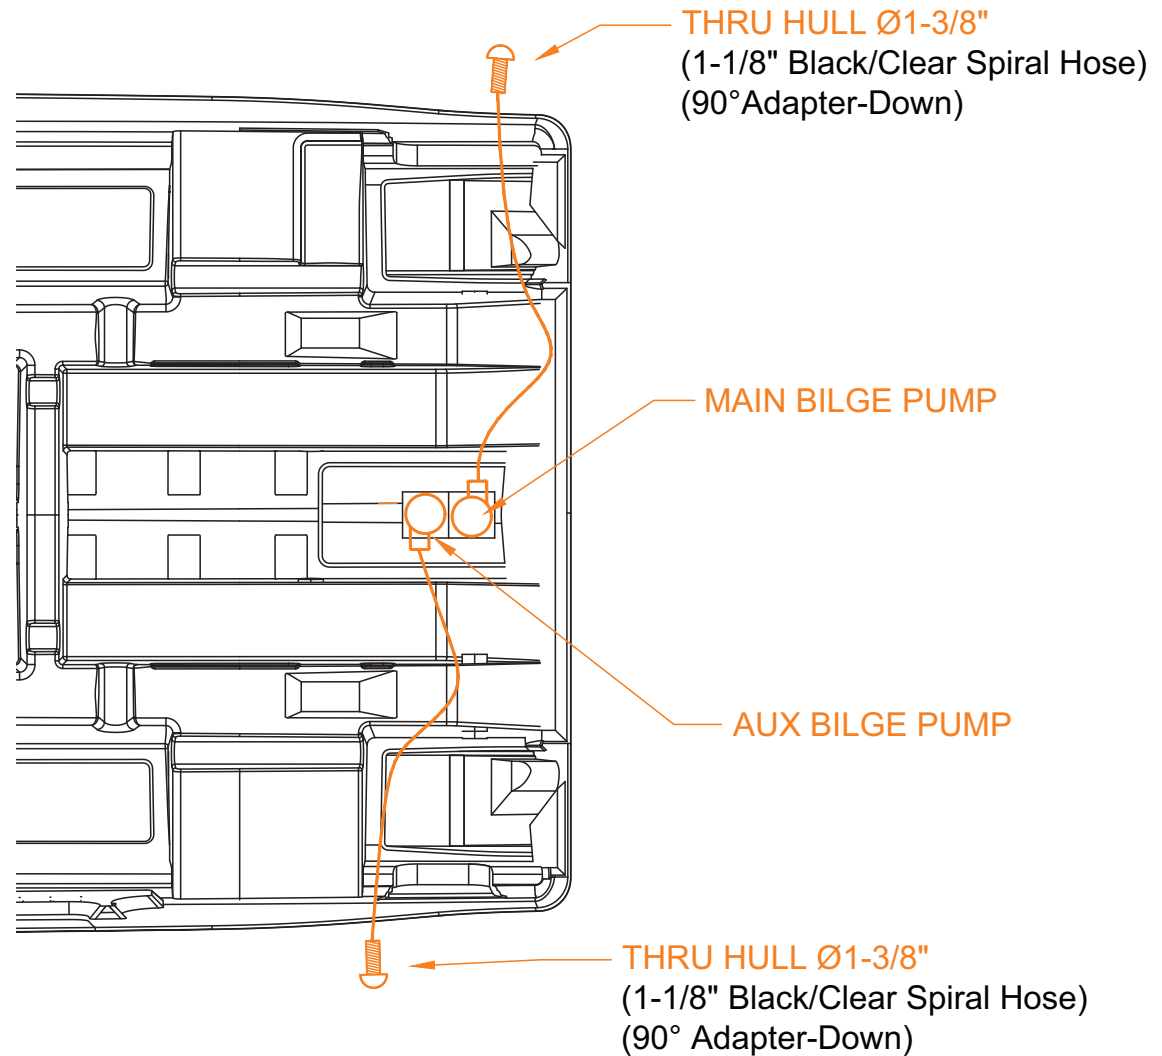 THRU HULL Ø1-3/8"
(1-1/8" Black/Clear Spiral Hose)
(90°Adapter-Down)
MAIN BILGE PUMP
AUX BILGE PUMP
THRU HULL Ø1-3/8"
(1-1/8" Black/Clear Spiral Hose)
(90° Adapter-Down)